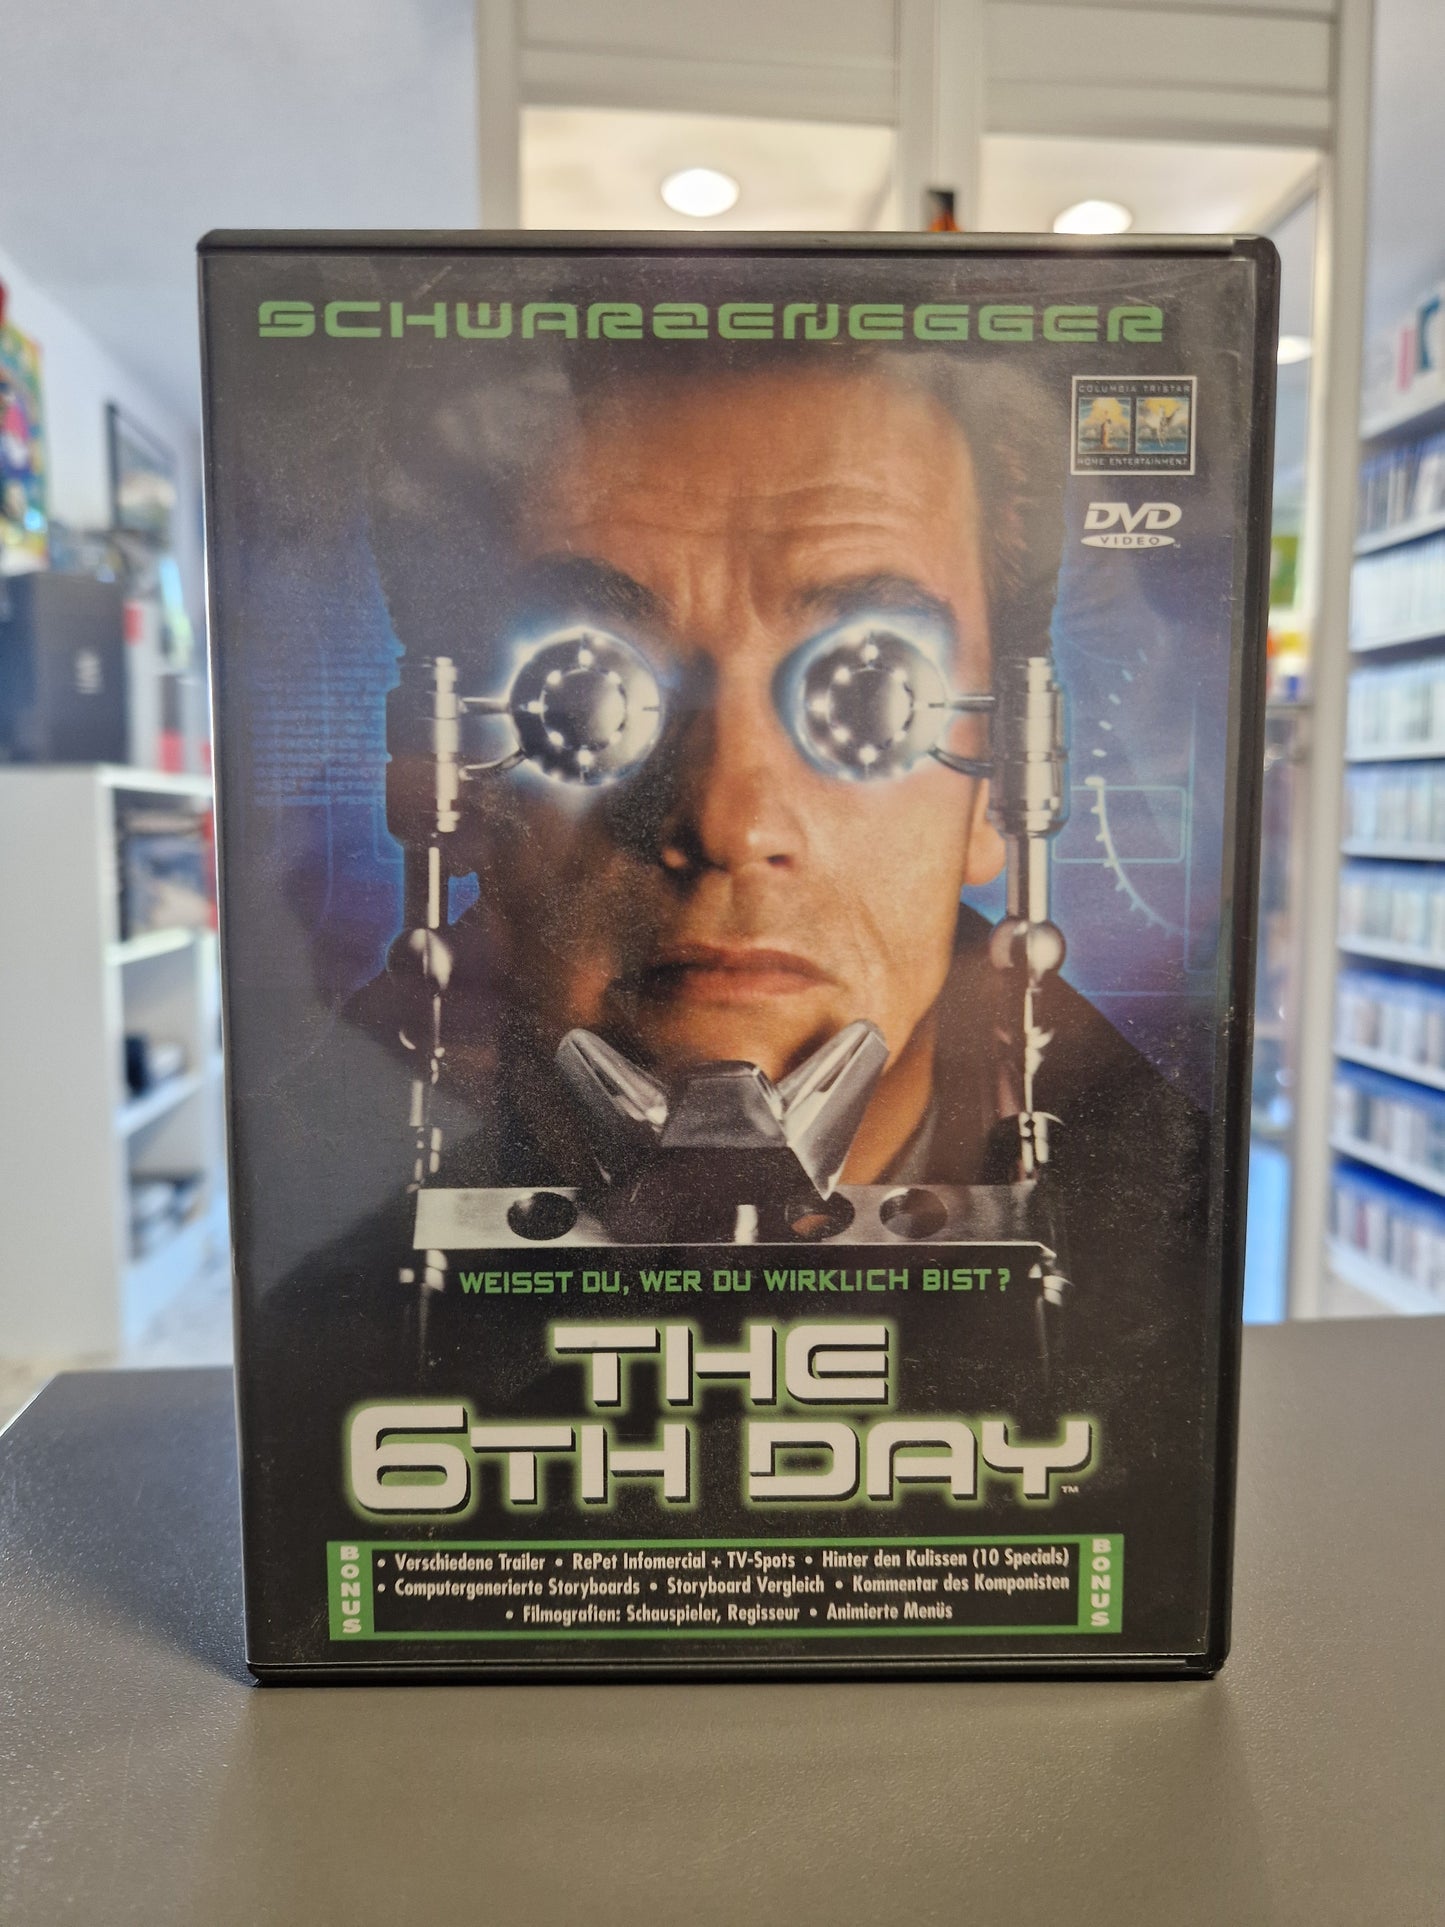 SCHWARZENEGGER
COLUMBIA TRISTAR
HOME ENTERTAINMENT
DVD
VIDEO
WEISST DU, WER DU WIRKLICH BIST?
THE
6TH DAY™
BONUS
• Verschiedene Trailer • RePet Infomercial + TV-Spots • Hinter den Kulissen (10 Specials)
• Computergenerierte Storyboards • Storyboard Vergleich • Kommentar des Komponisten
• Filmografien: Schauspieler, Regisseur • Animierte Menüs
BONUS